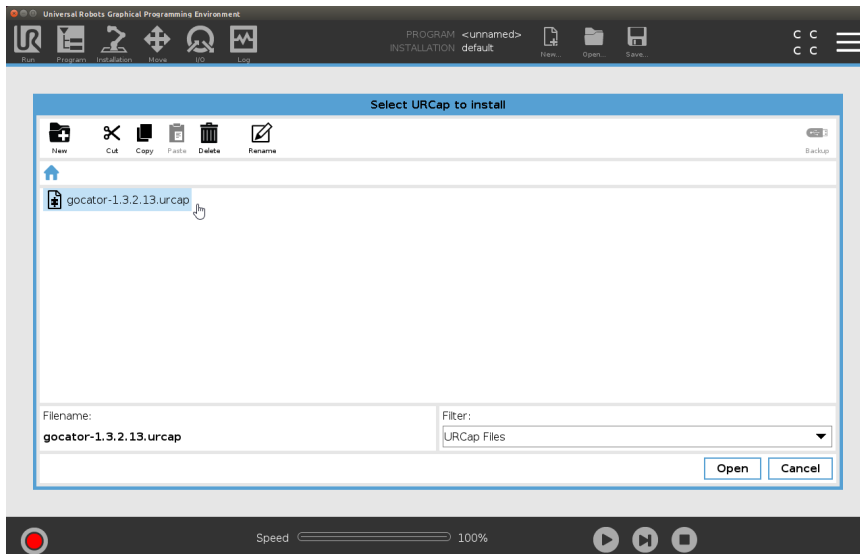 Universal Robots Graphical Programming Environment
UR
PROGRAM <unnamed>
INSTALLATION default
C C
C C
Run Program Installation Move I/O Log New... Open... Save...
Select URCap to install
New Cut Copy Paste Delete Rename Backup
gocator-1.3.2.13.urcap
Filename: Filter:
gocator-1.3.2.13.urcap URCap Files
Open Cancel
Speed 100%